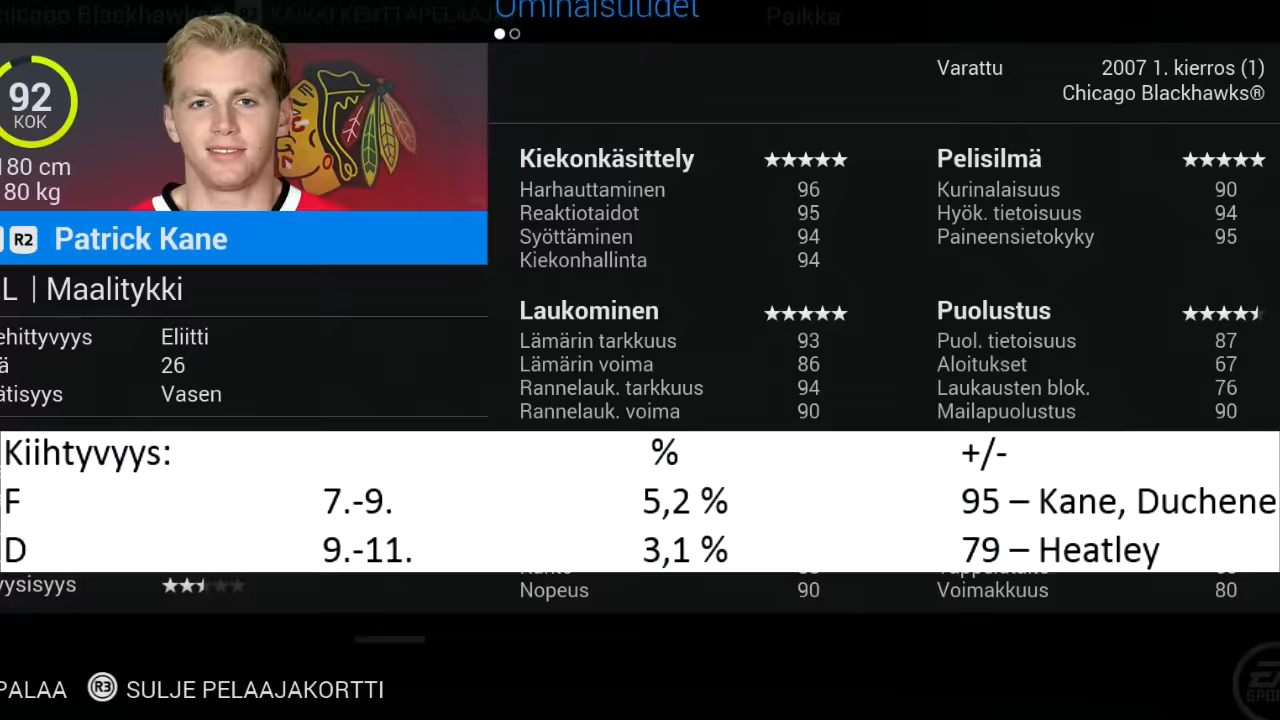 Ominaisuudet
Paikka
92
KOK
180 cm
80 kg
R2 Patrick Kane
L | Maalitykki
ehittyvyys Eliitti
ä 26
ätisyys Vasen
Varattu 2007 1. kierros (1)
Chicago Blackhawks®
Kiekonkäsittely ★★★★★
Harhauttaminen 96
Reaktiotaidot 95
Syöttäminen 94
Kiekonhallinta 94
Pelisilmä ★★★★★
Kurinalaisuus 90
Hyök. tietoisuus 94
Paineensietokyky 95
Laukominen ★★★★★
Lämärin tarkkuus 93
Lämärin voima 86
Rannelauk. tarkkuus 94
Rannelauk. voima 90
Puolustus
Puol. tietoisuus 87
Aloitukset 67
Laukausten blok. 76
Mailapuolustus 90
Kiihtyvyys: % +/-
F 7.-9. 5,2 % 95 – Kane, Duchene
D 9.-11. 3,1 % 79 – Heatley
yysisyys
Nopeus 90
Voimakkuus 80
PALAA R3 SULJE PELAAJAKORTTI